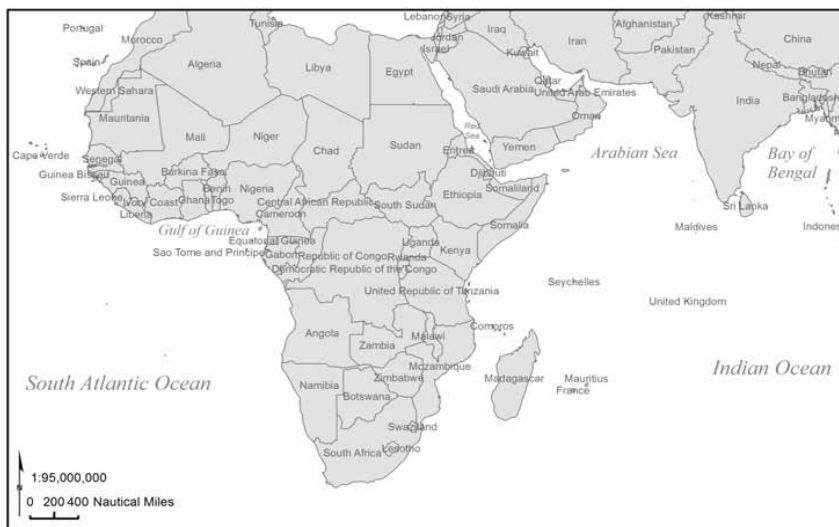 Portugal
Spain
Morocco
Tunisia
Lebanon
Syria
Jordan
Israel
Iraq
Kuwait
Iran
Afghanistan
Kashmir
Pakistan
China
Nepal
Bhutan
Algeria
Libya
Egypt
Saudi Arabia
Qatar
United Arab Emirates
India
Bangladesh
Western Sahara
Mauritania
Mali
Niger
Chad
Sudan
Red
Sea
Oman
Yemen
Eritrea
Myanm
Cape Verde
Senegal
Guinea Bissau
Guinea
Burkina Faso
Benin
Nigeria
Djibouti
Arabian Sea
Bay of
Bengal
Sierra Leone
Ivory Coast
Liberia
Ghana
Togo
Central African Republic
Cameroon
South Sudan
Ethiopia
Somaliland
Somalia
Sri Lanka
Maldives
Indones
Gulf of Guinea
Equatorial Guinea
Sao Tome and Principe
Gabon
Republic of Congo
Uganda
Rwanda
Kenya
Democratic Republic of the Congo
United Republic of Tanzania
Seychelles
United Kingdom
Angola
Zambia
Malawi
Comoros
Mozambique
Madagascar
Mauritius
France
Zimbabwe
Namibia
Botswana
South Atlantic Ocean
Indian Ocean
Swaziland
Lesotho
South Africa
N
1:95,000,000
0 200 400 Nautical Miles